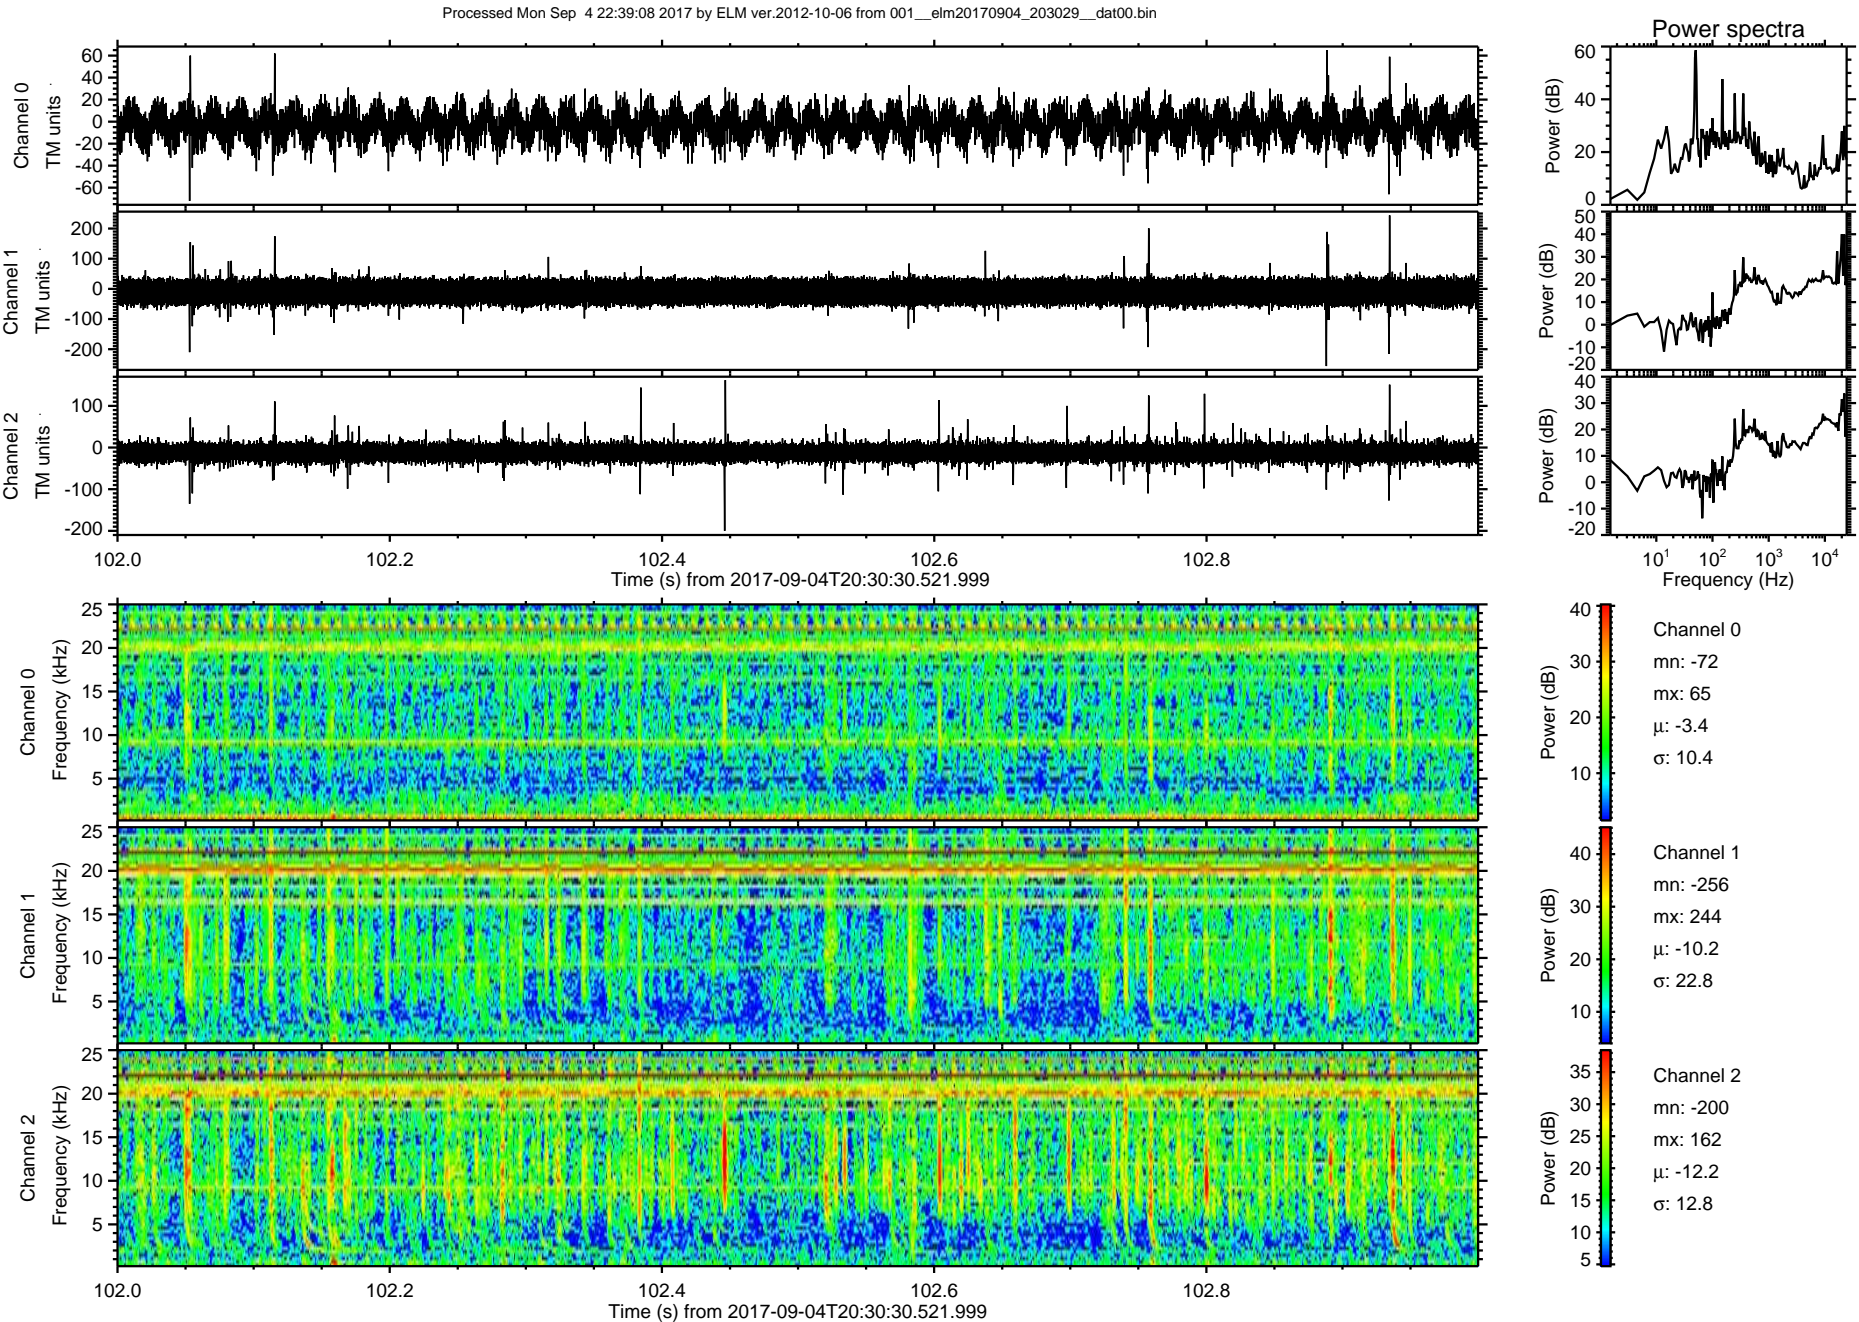 Processed Mon Sep  4 22:39:08 2017 by ELM ver.2012-10-06 from 001__elm20170904_203029__dat00.bin
Power spectra
Channel 0
TM units
60
40
20
0
-20
-40
-60
Power (dB)
60
40
20
0
Channel 1
TM units
200
100
0
-100
-200
Power (dB)
50
40
30
20
10
0
-10
-20
Channel 2
TM units
100
0
-100
-200
Power (dB)
40
30
20
10
0
-10
-20
102.0 102.2 102.4 102.6 102.8
Time (s) from 2017-09-04T20:30:30.521.999
10¹ 10² 10³ 10⁴
Frequency (Hz)
Channel 0
Frequency (kHz)
25
20
15
10
5
Power (dB)
40
30
20
10
Channel 0
mn: -72
mx: 65
µ: -3.4
σ: 10.4
Channel 1
Frequency (kHz)
25
20
15
10
5
Power (dB)
40
30
20
10
Channel 1
mn: -256
mx: 244
µ: -10.2
σ: 22.8
Channel 2
Frequency (kHz)
25
20
15
10
5
Power (dB)
35
30
25
20
15
10
5
Channel 2
mn: -200
mx: 162
µ: -12.2
σ: 12.8
102.0 102.2 102.4 102.6 102.8
Time (s) from 2017-09-04T20:30:30.521.999